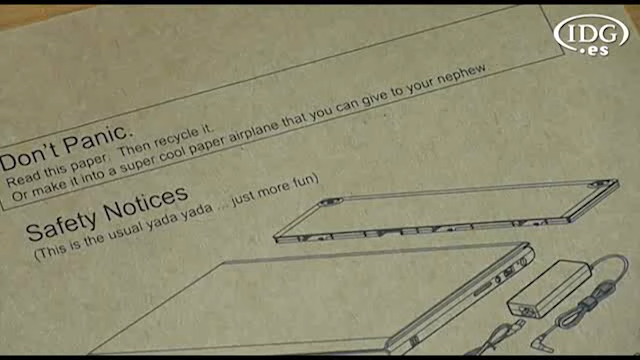 IDG
.es
Don't Panic.
Read this paper. Then recycle it.
Or make it into a super cool paper airplane that you can give to your nephew
Safety Notices
(This is the usual yada yada ... just more fun)